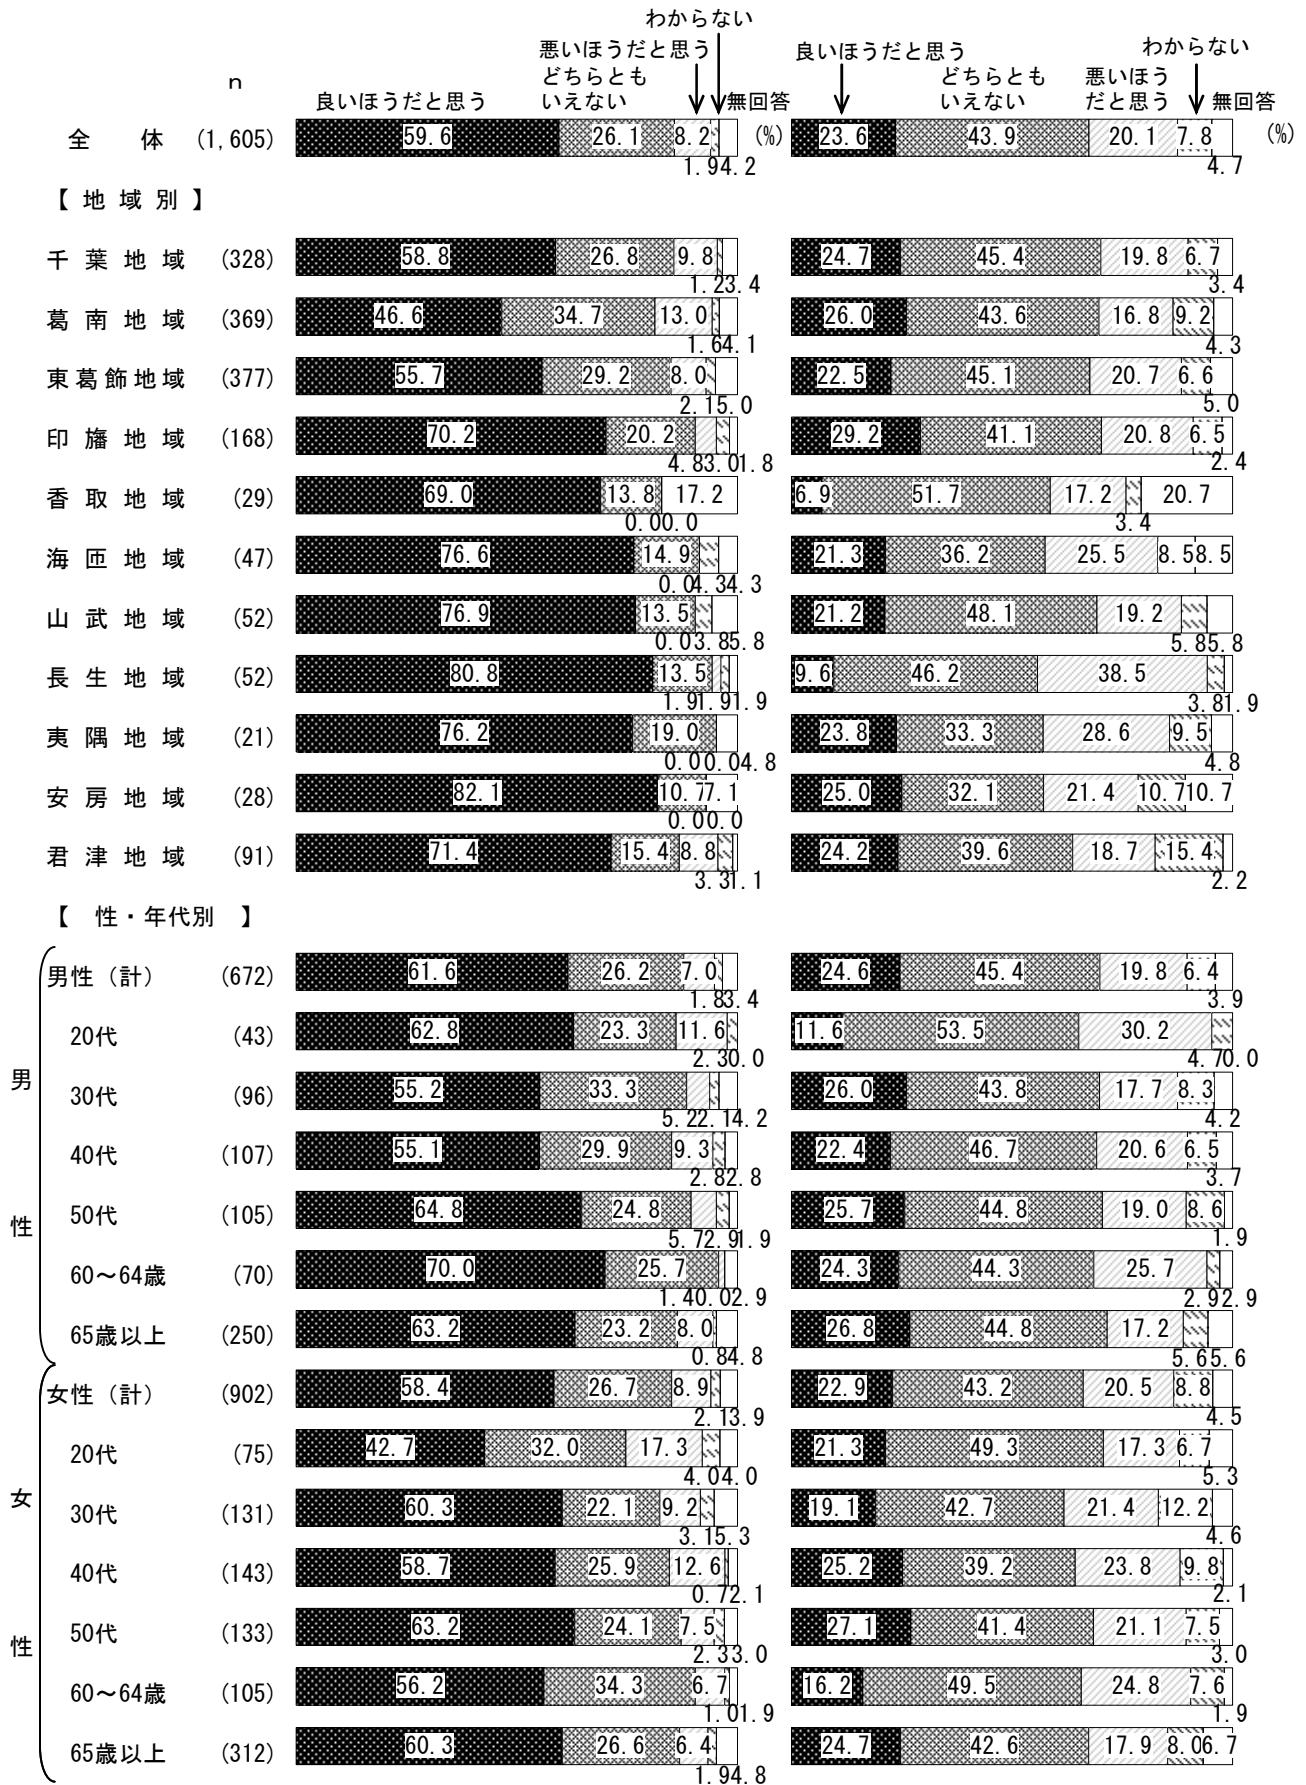 わからない
悪いほうだと思う 良いほうだと思う わからない
どちらとも どちらとも 悪いほう
n 良いほうだと思う いえない 無回答 いえない だと思う 無回答
全 体 (1,605) 59.6 26.1 8.2 (%) 23.6 43.9 20.1 7.8 (%)
1.9 4.2 4.7
【 地 域 別 】
千 葉 地 域 (328) 58.8 26.8 9.8 24.7 45.4 19.8 6.7
1.2 3.4 3.4
葛 南 地 域 (369) 46.6 34.7 13.0 26.0 43.6 16.8 9.2
1.6 4.1 4.3
東葛飾地域 (377) 55.7 29.2 8.0 22.5 45.1 20.7 6.6
2.1 5.0 5.0
印 旛 地 域 (168) 70.2 20.2 29.2 41.1 20.8 6.5
4.8 3.0 1.8 2.4
香 取 地 域 (29) 69.0 13.8 17.2 6.9 51.7 17.2 20.7
0.0 0.0 3.4
海 匝 地 域 (47) 76.6 14.9 21.3 36.2 25.5 8.5 8.5
0.0 4.3 4.3
山 武 地 域 (52) 76.9 13.5 21.2 48.1 19.2
0.0 3.8 5.8 5.8 5.8
長 生 地 域 (52) 80.8 13.5 9.6 46.2 38.5
1.9 1.9 1.9 3.8 1.9
夷 隅 地 域 (21) 76.2 19.0 23.8 33.3 28.6 9.5
0.0 0.0 4.8 4.8
安 房 地 域 (28) 82.1 10.7 7.1 25.0 32.1 21.4 10.7 10.7
0.0 0.0
君 津 地 域 (91) 71.4 15.4 8.8 24.2 39.6 18.7 15.4
3.3 1.1 2.2
【 性・年代別 】
男性（計） (672) 61.6 26.2 7.0 24.6 45.4 19.8 6.4
1.8 3.4 3.9
20代 (43) 62.8 23.3 11.6 11.6 53.5 30.2
2.3 0.0 4.7 0.0
男
30代 (96) 55.2 33.3 26.0 43.8 17.7 8.3
5.2 2.1 4.2 4.2
40代 (107) 55.1 29.9 9.3 22.4 46.7 20.6 6.5
2.8 2.8 3.7
性
50代 (105) 64.8 24.8 25.7 44.8 19.0 8.6
5.7 2.9 1.9 1.9
60～64歳 (70) 70.0 25.7 24.3 44.3 25.7
1.4 0.0 2.9 2.9 2.9
65歳以上 (250) 63.2 23.2 8.0 26.8 44.8 17.2
0.8 4.8 5.6 5.6
女性（計） (902) 58.4 26.7 8.9 22.9 43.2 20.5 8.8
2.1 3.9 4.5
20代 (75) 42.7 32.0 17.3 21.3 49.3 17.3 6.7
4.0 4.0 5.3
女
30代 (131) 60.3 22.1 9.2 19.1 42.7 21.4 12.2
3.1 5.3 4.6
40代 (143) 58.7 25.9 12.6 25.2 39.2 23.8 9.8
0.7 2.1 2.1
性
50代 (133) 63.2 24.1 7.5 27.1 41.4 21.1 7.5
2.3 3.0 3.0
60～64歳 (105) 56.2 34.3 6.7 16.2 49.5 24.8 7.6
1.0 1.9 1.9
65歳以上 (312) 60.3 26.6 6.4 24.7 42.6 17.9 8.0 6.7
1.9 4.8